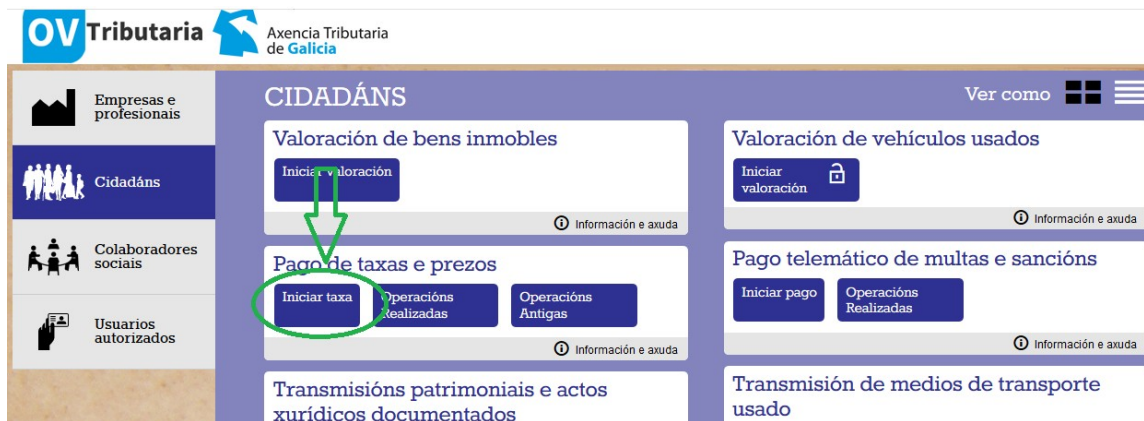 OV Tributaria
Axencia Tributaria
de Galicia
Empresas e
profesionais
Cidadáns
Colaboradores
sociais
Usuarios
autorizados
CIDADÁNS
Ver como
Valoración de bens inmobles
Iniciar valoración
Información e axuda
Valoración de vehículos usados
Iniciar
valoración
Información e axuda
Pago de taxas e prezos
Iniciar taxa
Operacións
Realizadas
Operacións
Antigas
Información e axuda
Pago telemático de multas e sancións
Iniciar pago
Operacións
Realizadas
Información e axuda
Transmisións patrimoniais e actos
xurídicos documentados
Transmisión de medios de transporte
usado